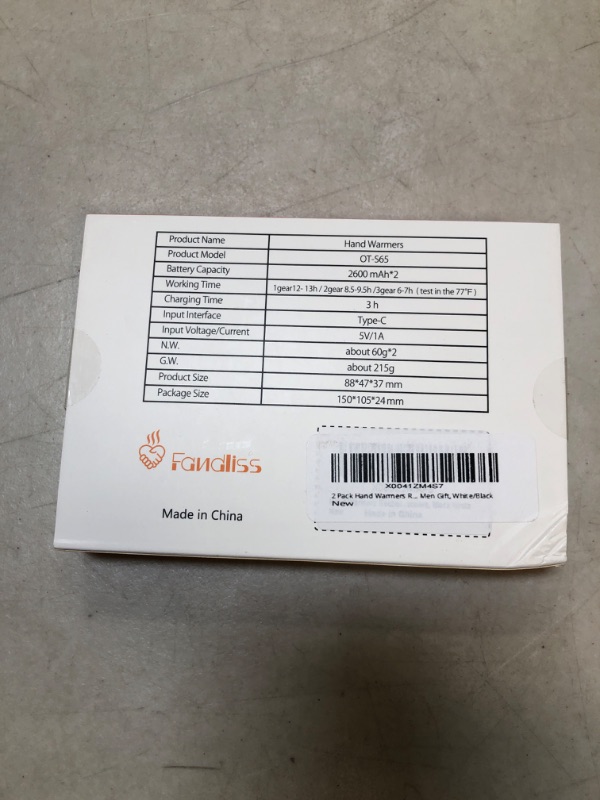 Product Name Hand Warmers
Product Model OT-S65
Battery Capacity 2600 mAh*2
Working Time 1gear12- 13h / 2gear 8.5-9.5h /3gear 6-7h ( test in the 77°F )
Charging Time 3 h
Input Interface Type-C
Input Voltage/Current 5V/1A
N.W. about 60g*2
G.W. about 215g
Product Size 88*47*37 mm
Package Size 150*105*24mm
Fandliss
X0041ZM4S7
2 Pack Hand Warmers R... Men Gift, White/Black
New
Made in China